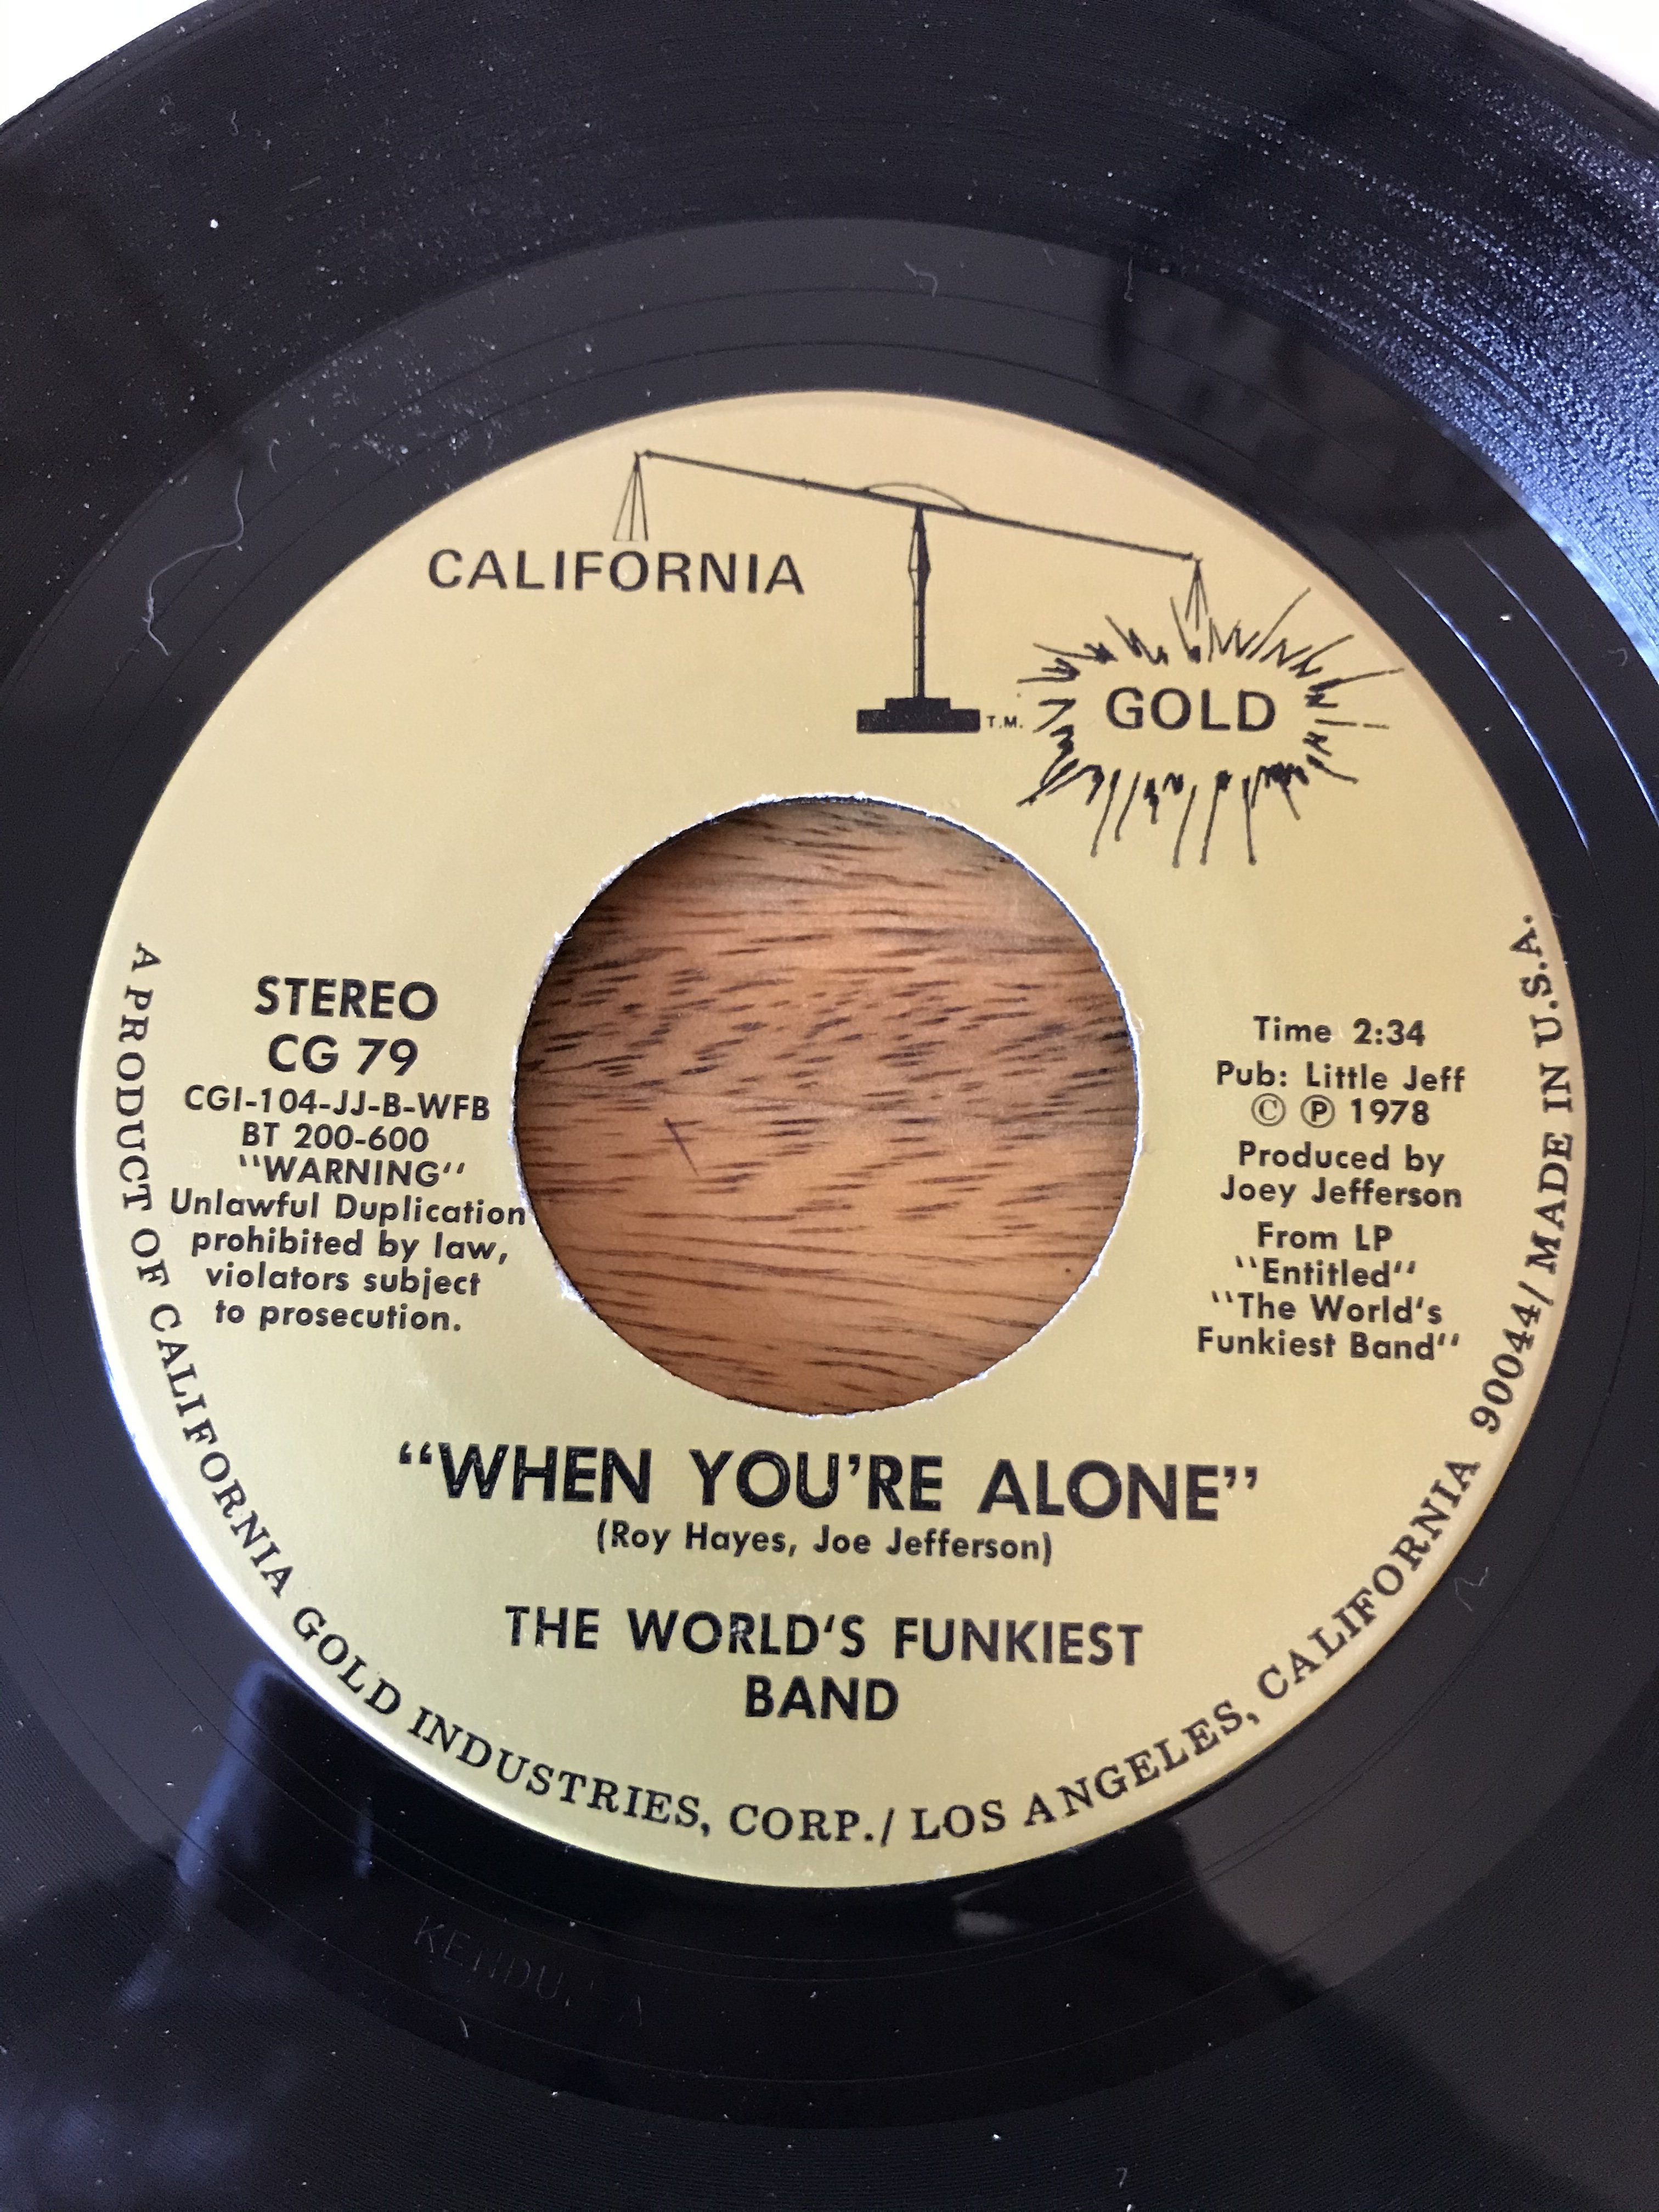 CALIFORNIA
T.M.
GOLD
STEREO
CG 79
CGI-104-JJ-B-WFB
BT 200-600
"WARNING"
Unlawful Duplication
prohibited by law,
violators subject
to prosecution.
Time 2:34
Pub: Little Jeff
© ℗ 1978
Produced by
Joey Jefferson
From LP
"Entitled"
"The World's
Funkiest Band"
"WHEN YOU'RE ALONE"
(Roy Hayes, Joe Jefferson)
THE WORLD'S FUNKIEST
BAND
A PRODUCT OF CALIFORNIA GOLD INDUSTRIES, CORP./ LOS ANGELES, CALIFORNIA 90044/ MADE IN U.S.A.